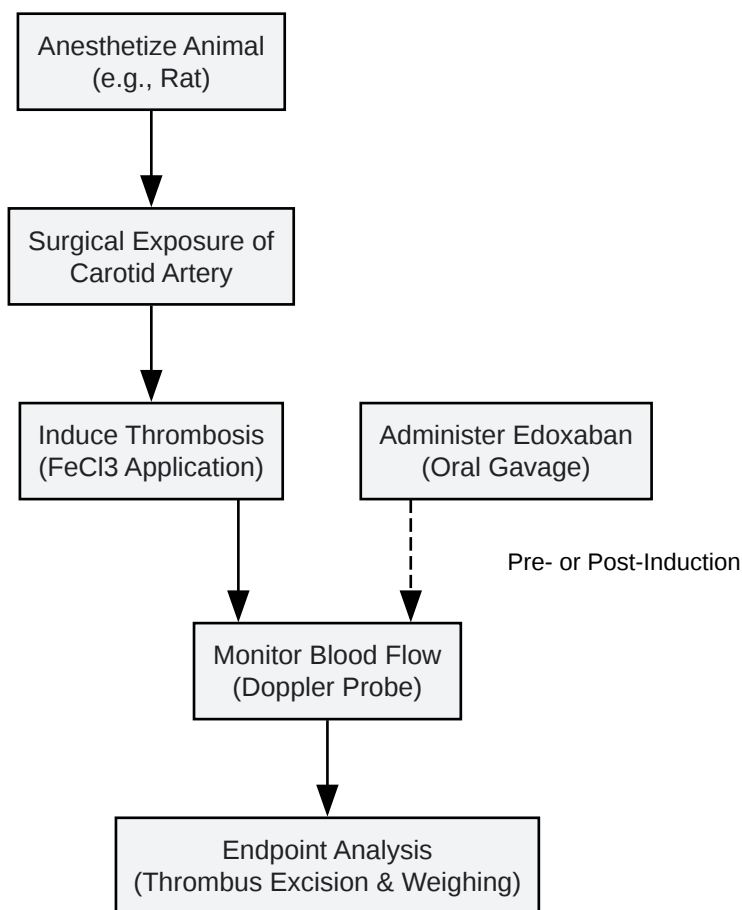 Anesthetize Animal
(e.g., Rat)
Surgical Exposure of
Carotid Artery
Induce Thrombosis
(FeCl3 Application)
Administer Edoxaban
(Oral Gavage)
Pre- or Post-Induction
Monitor Blood Flow
(Doppler Probe)
Endpoint Analysis
(Thrombus Excision & Weighing)